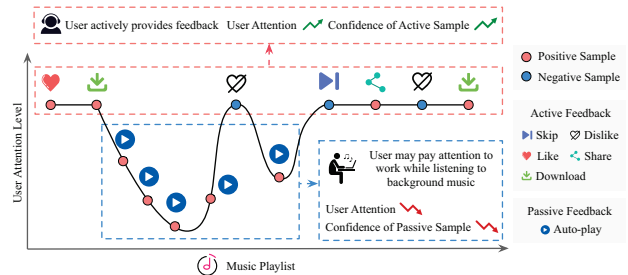 User actively provides feedback User Attention Confidence of Active Sample
Positive Sample
Negative Sample
Active Feedback
Skip Dislike
Like Share
Download
Passive Feedback
Auto-play
User Attention Level
User may pay attention to
work while listening to
background music
User Attention
Confidence of Passive Sample
Music Playlist